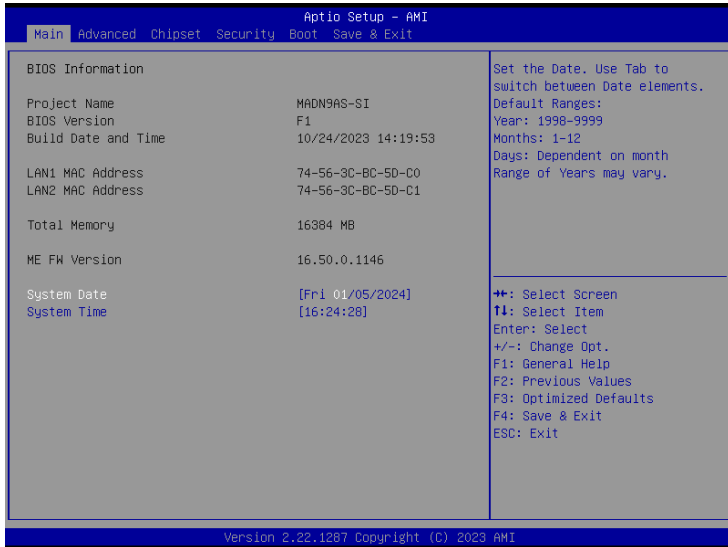 Aptio Setup – AMI
Main Advanced Chipset Security Boot Save & Exit
BIOS Information
Project Name MADN9AS-SI
BIOS Version F1
Build Date and Time 10/24/2023 14:19:53
LAN1 MAC Address 74-56-3C-BC-5D-C0
LAN2 MAC Address 74-56-3C-BC-5D-C1
Total Memory 16384 MB
ME FW Version 16.50.0.1146
System Date [Fri 01/05/2024]
System Time [16:24:28]
Set the Date. Use Tab to
switch between Date elements.
Default Ranges:
Year: 1998-9999
Months: 1-12
Days: Dependent on month
Range of Years may vary.
→←: Select Screen
↑↓: Select Item
Enter: Select
+/-: Change Opt.
F1: General Help
F2: Previous Values
F3: Optimized Defaults
F4: Save & Exit
ESC: Exit
Version 2.22.1287 Copyright (C) 2023 AMI